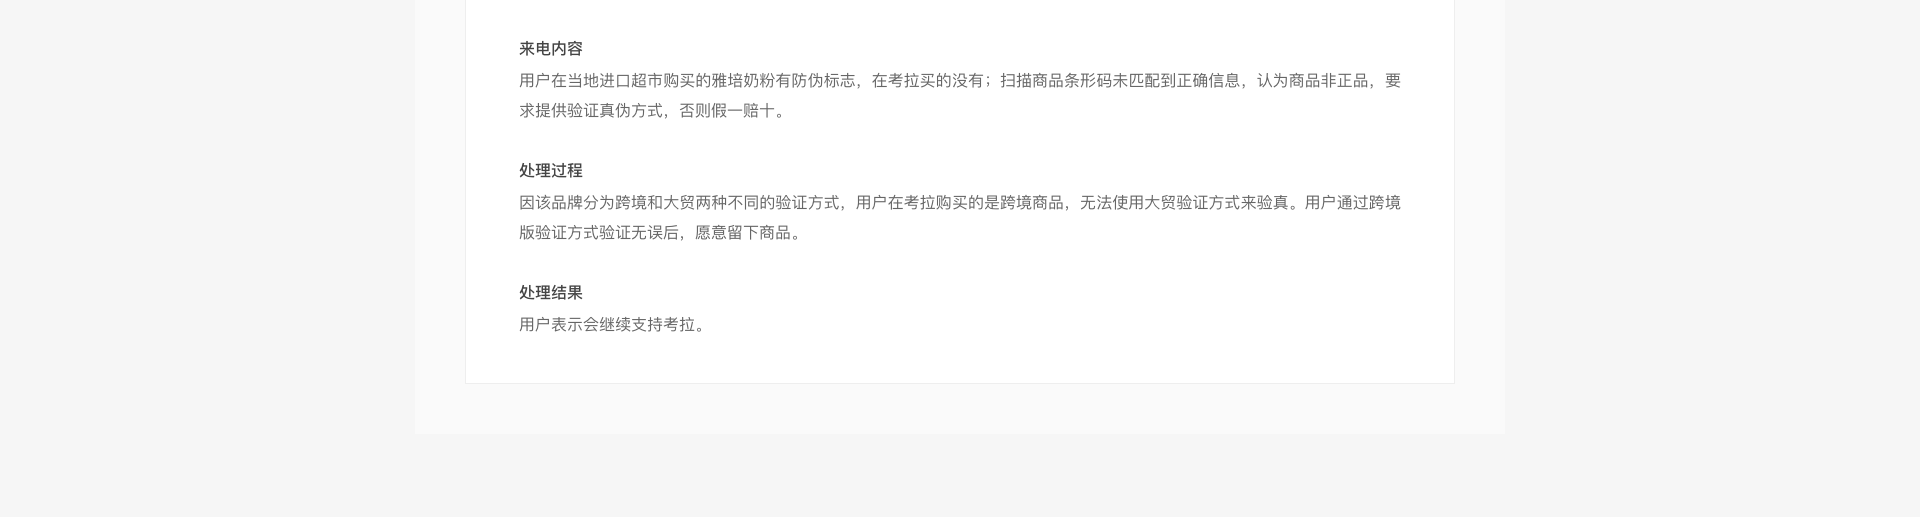 来电内容
用户在当地进口超市购买的雅培奶粉有防伪标志，在考拉买的没有；扫描商品条形码未匹配到正确信息，认为商品非正品，要
求提供验证真伪方式，否则假一赔十。
处理过程
因该品牌分为跨境和大贸两种不同的验证方式，用户在考拉购买的是跨境商品，无法使用大贸验证方式来验真。用户通过跨境
版验证方式验证无误后，愿意留下商品。
处理结果
用户表示会继续支持考拉。